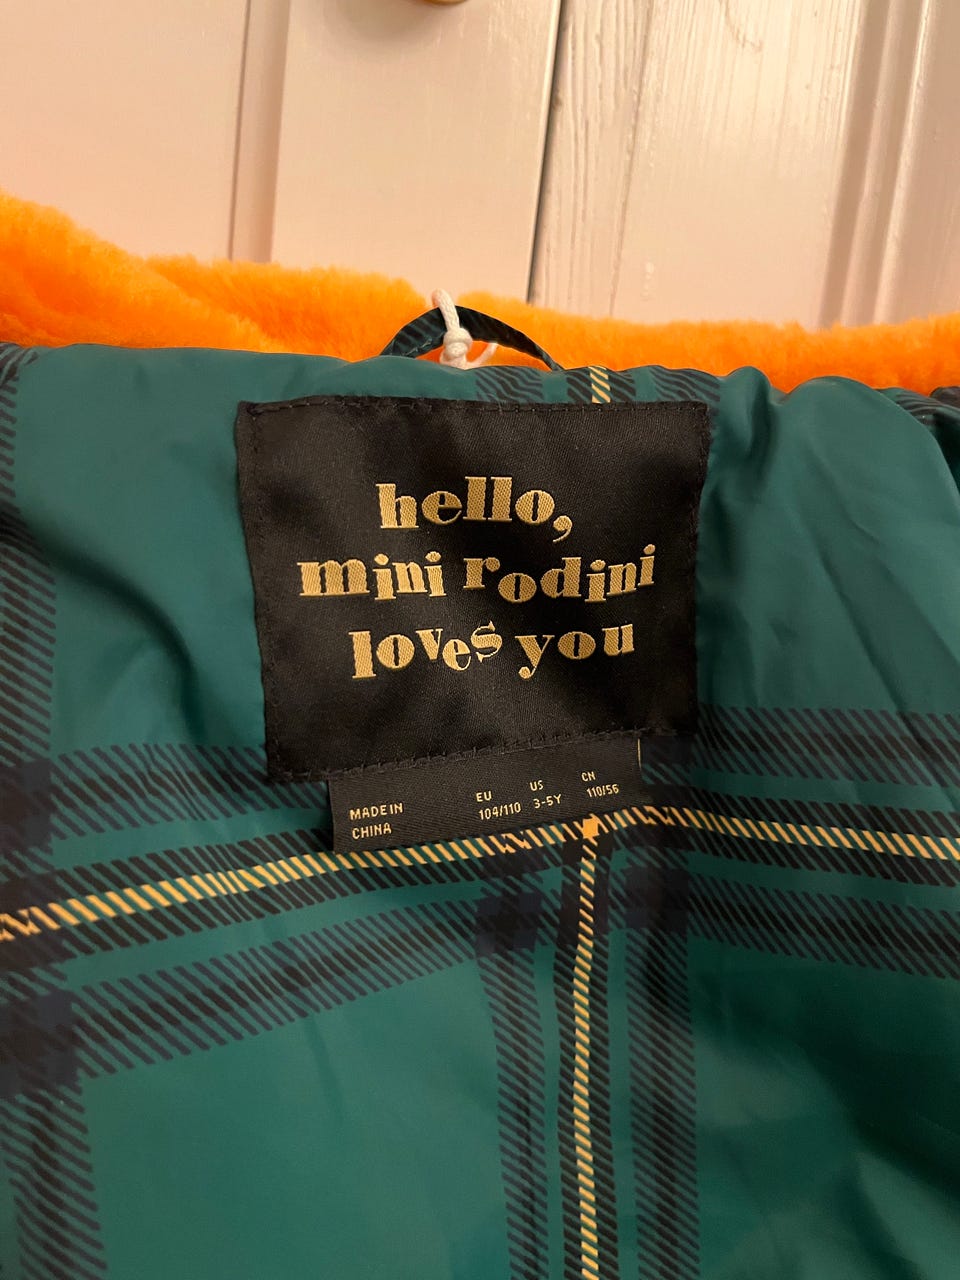 hello,
mini rodini
loves you
MADE IN
CHINA
EU
104/110
US
3-5Y
CN
110/56